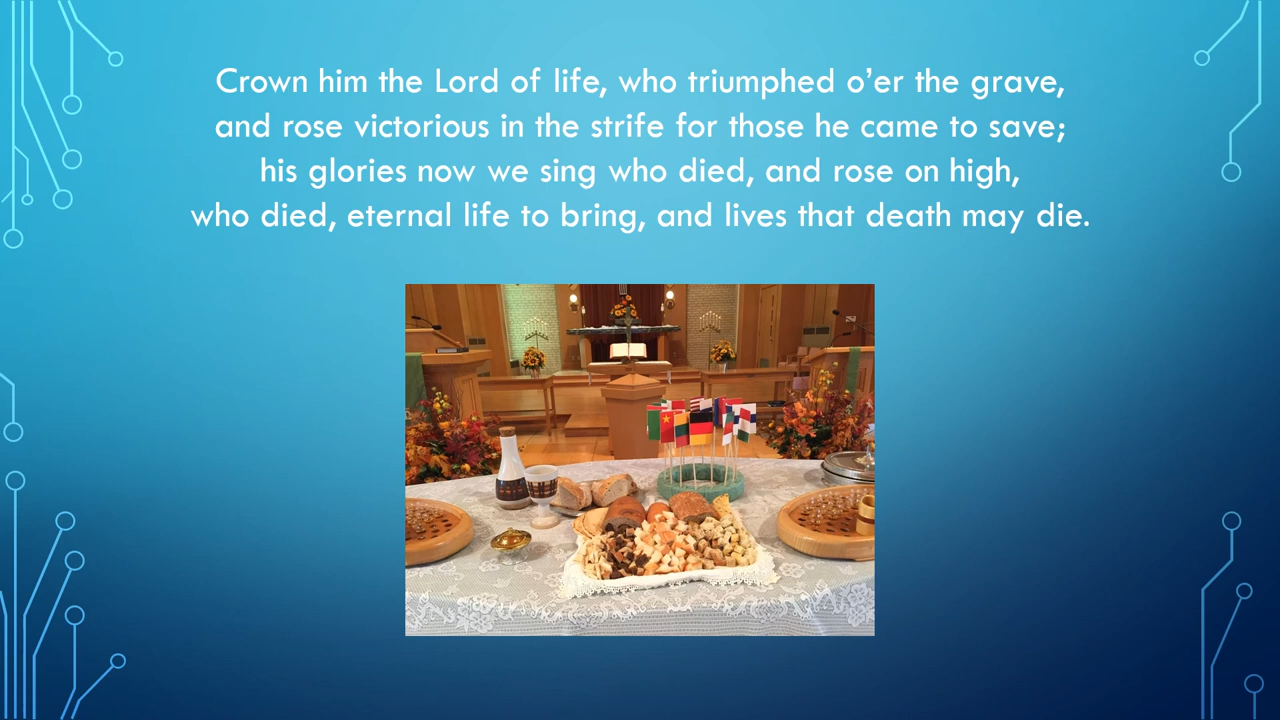 Crown him the Lord of life, who triumphed o’er the grave,
and rose victorious in the strife for those he came to save;
his glories now we sing who died, and rose on high,
who died, eternal life to bring, and lives that death may die.